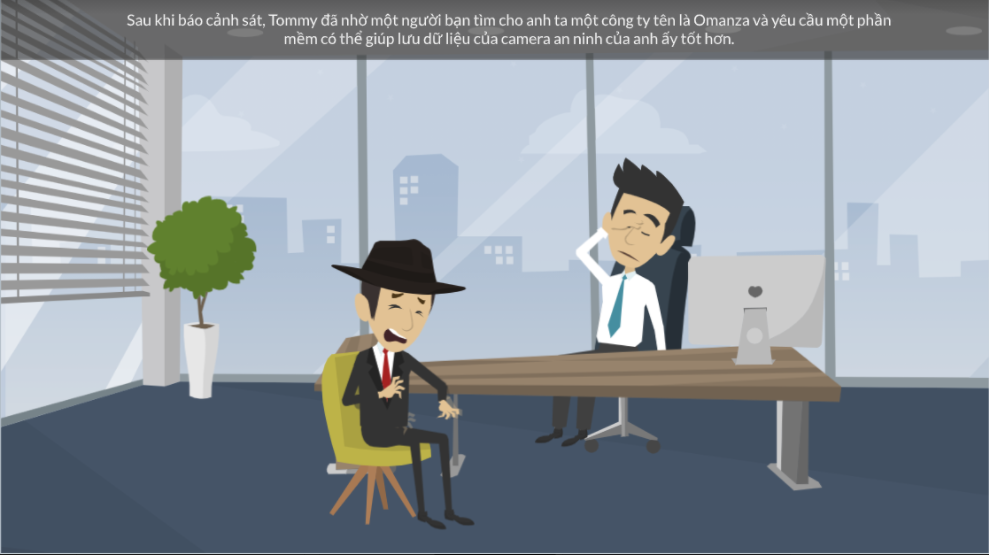 Sau khi báo cảnh sát, Tommy đã nhờ một người bạn tìm cho anh ta một công ty tên là Omanza và yêu cầu một phần
mềm có thể giúp lưu dữ liệu của camera an ninh của anh ấy tốt hơn.